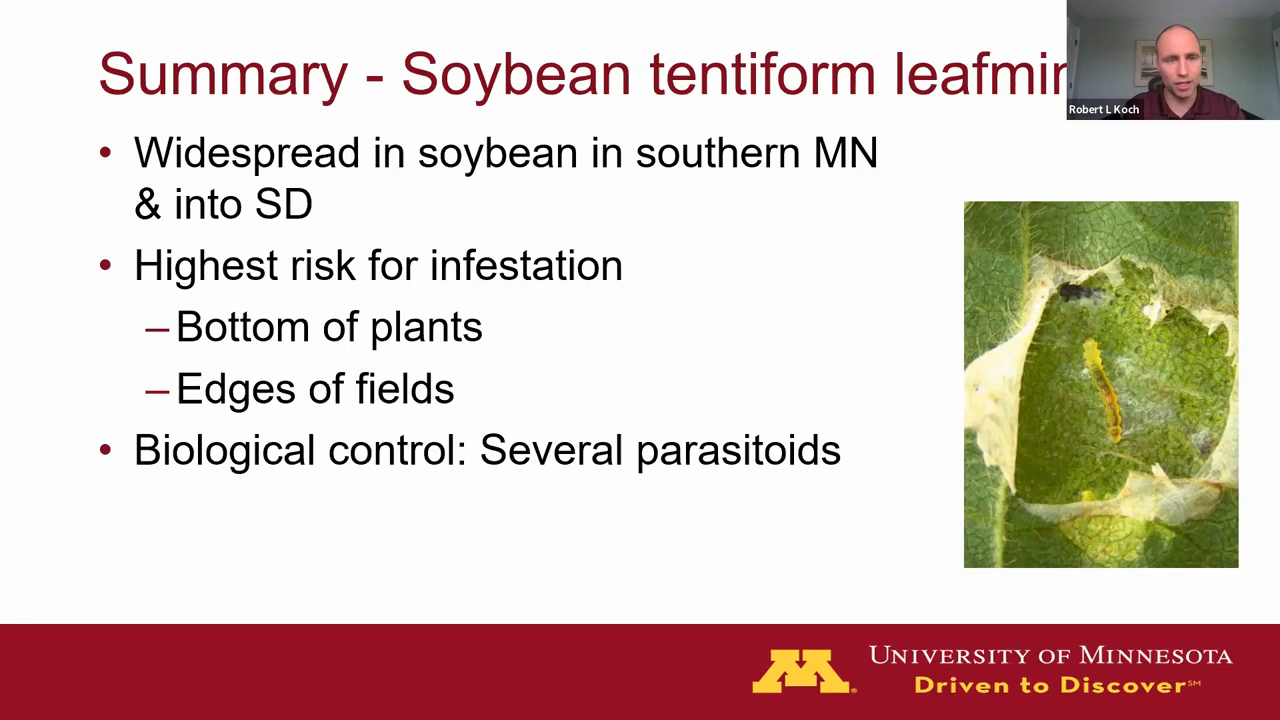 Summary - Soybean tentiform
Robert L Koch
• Widespread in soybean in southern MN
& into SD
• Highest risk for infestation
– Bottom of plants
– Edges of fields
• Biological control: Several parasitoids
M
UNIVERSITY OF MINNESOTA
Driven to Discover℠